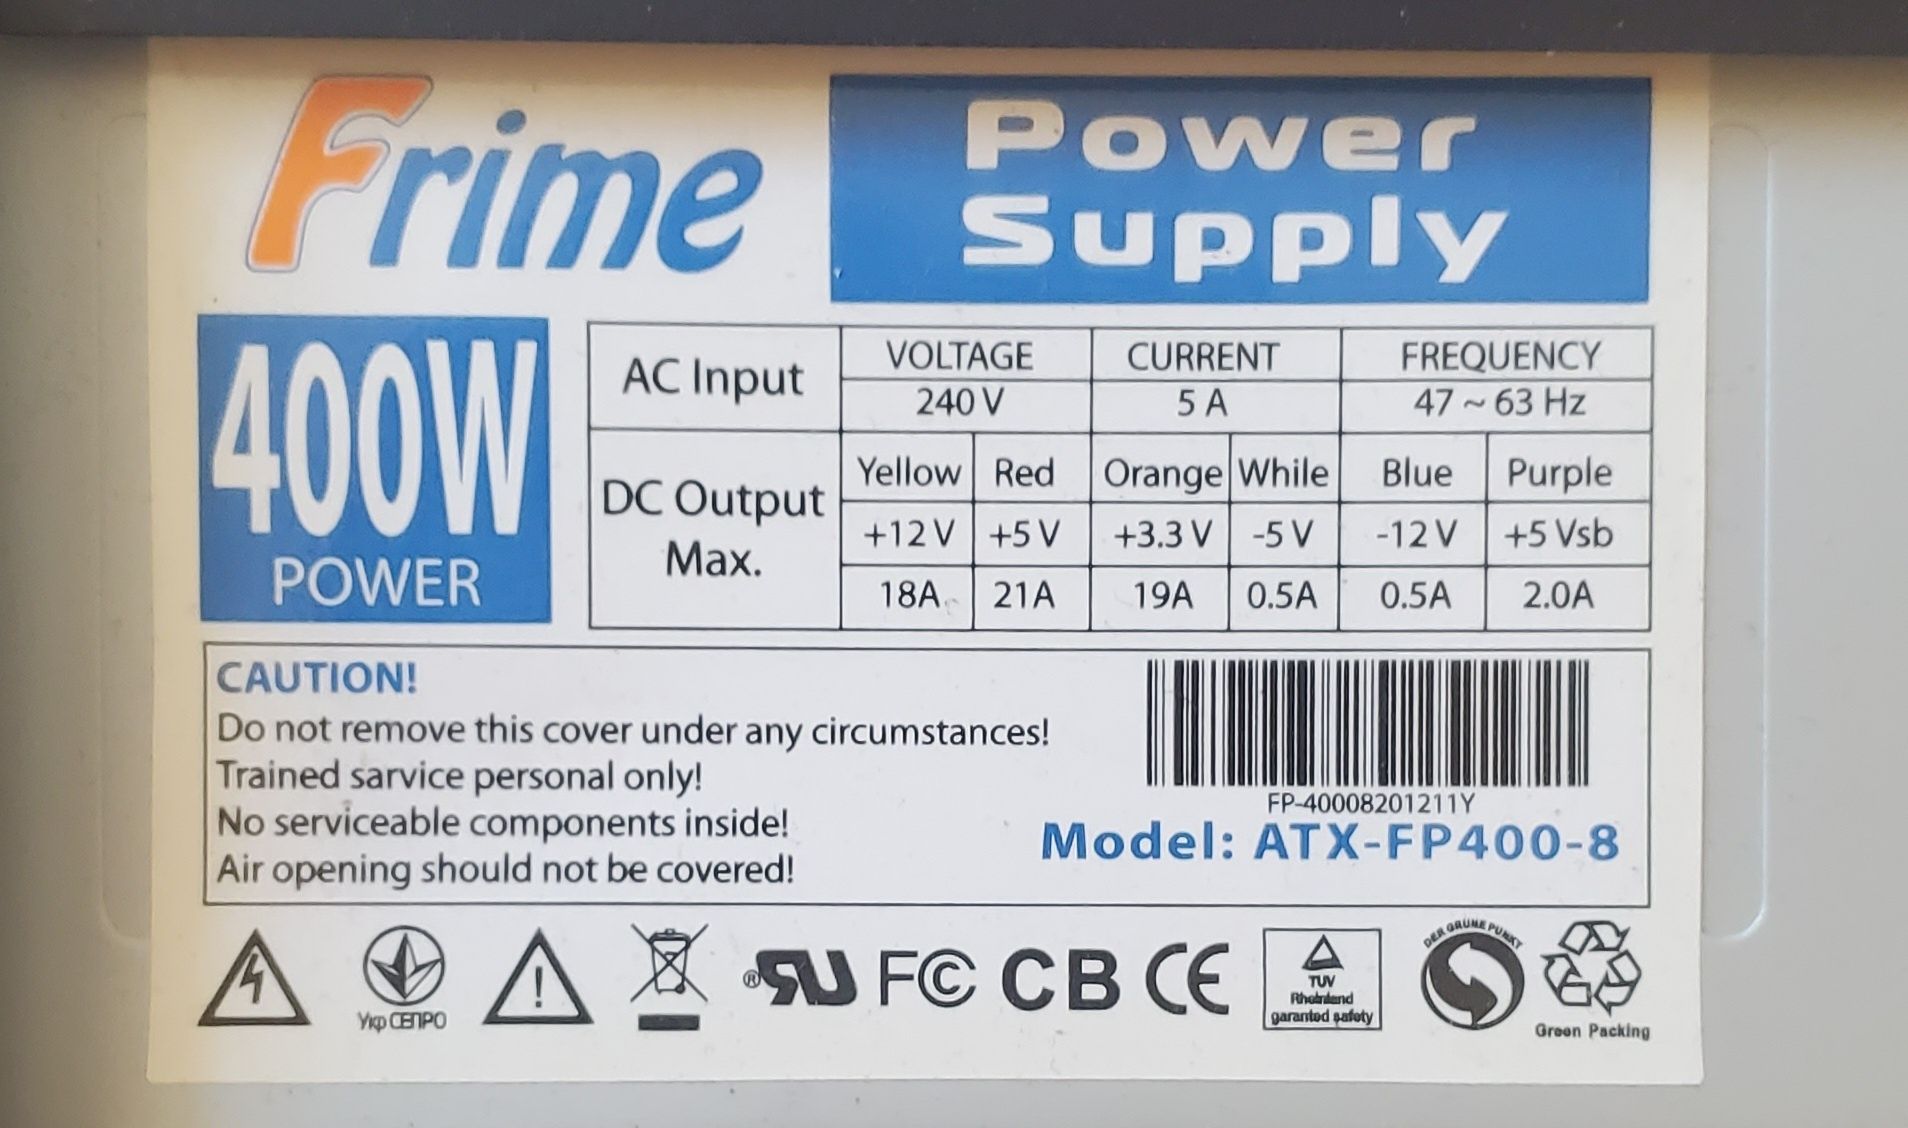 Frime
Power
Supply
400W
POWER
AC Input
VOLTAGE CURRENT FREQUENCY
240 V 5 A 47 ~ 63 Hz
DC Output
Max.
Yellow Red Orange While Blue Purple
+12 V +5 V +3.3 V -5 V -12 V +5 Vsb
18A 21A 19A 0.5A 0.5A 2.0A
CAUTION!
Do not remove this cover under any circumstances!
Trained sarvice personal only!
No serviceable components inside!
Air opening should not be covered!
FP-40008201211Y
Model: ATX-FP400-8
УкрСЕПРО
!
® RU FC CB CE
TUV
Rheinland
garanted safety
DER GRUNE PUNKT
Green Packing